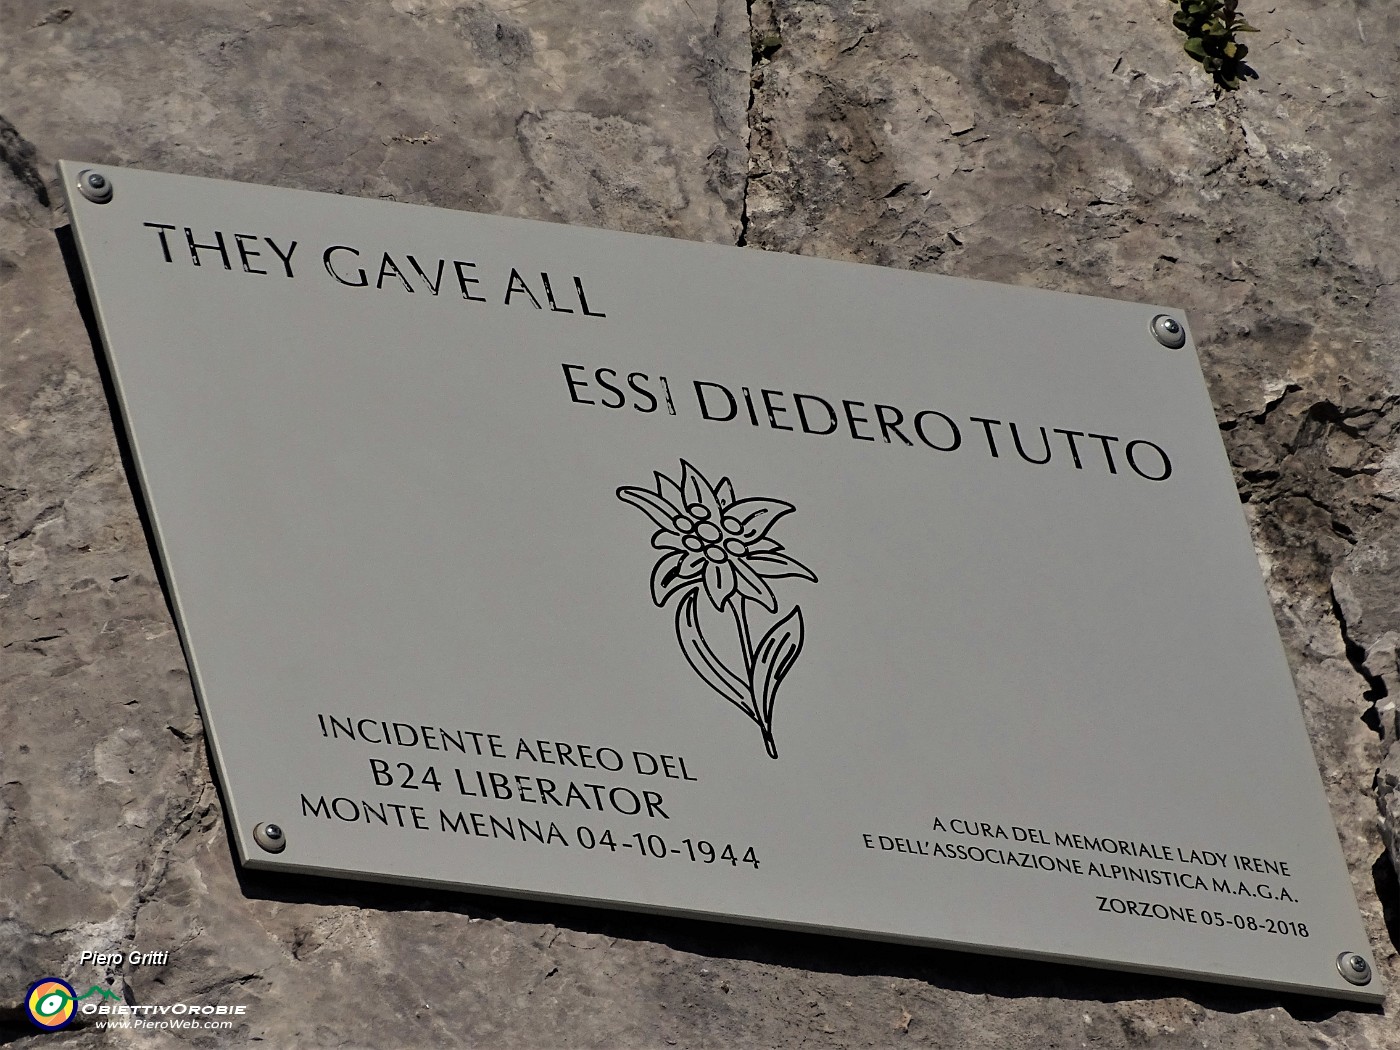 THEY GAVE ALL
ESSI DIEDERO TUTTO
INCIDENTE AEREO DEL
B24 LIBERATOR
MONTE MENNA 04-10-1944
A CURA DEL MEMORIALE LADY IRENE
E DELL'ASSOCIAZIONE ALPINISTICA M.A.G.A.
ZORZONE 05-08-2018
Piero Gritti
OBIETTIVOROBIE
www.PieroWeb.com